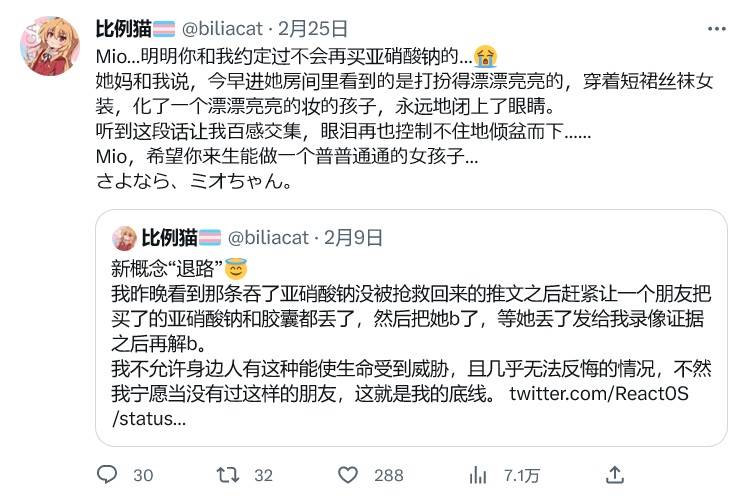 比例猫🏳️‍⚧️ @biliacat · 2月25日
Mio...明明你和我约定过不会再买亚硝酸钠的...😭
她妈和我说，今早进她房间里看到的是打扮得漂漂亮亮的，穿着短裙丝袜女
装，化了一个漂漂亮亮的妆的孩子，永远地闭上了眼睛。
听到这段话让我百感交集，眼泪再也控制不住地倾盆而下......
Mio，希望你来生能做一个普普通通的女孩子...
さよなら、ミオちゃん。
比例猫🏳️‍⚧️ @biliacat · 2月9日
新概念“退路”😇
我昨晚看到那条吞了亚硝酸钠没被抢救回来的推文之后赶紧让一个朋友把
买了的亚硝酸钠和胶囊都丢了，然后把她b了，等她丢了发给我录像证据
之后再解b。
我不允许身边人有这种能使生命受到威胁，且几乎无法反悔的情况，不然
我宁愿当没有过这样的朋友，这就是我的底线。 twitter.com/React0S
/status...
30 32 288 7.1万